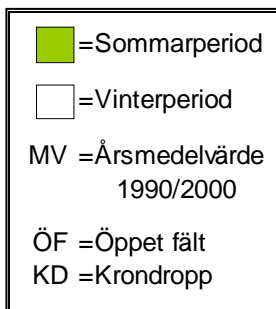 =Sommarperiod
=Vinterperiod
MV =Årsmedelvärde
1990/2000
ÖF =Öppet fält
KD =Krondropp